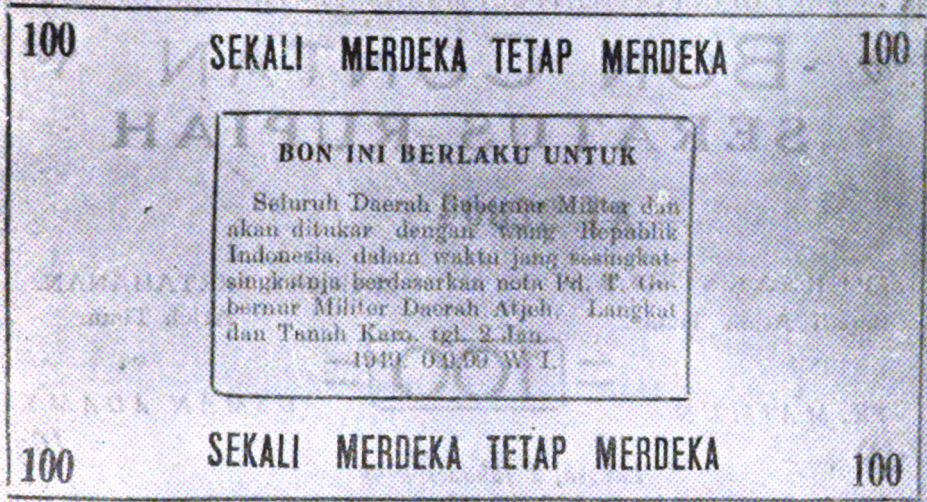 100 SEKALI MERDEKA TETAP MERDEKA 100
BON INI BERLAKU UNTUK
Seluruh Daerah Gubernur Militer dan
akan ditukar dengan wang Republik
Indonesia, dalam waktu jang sesingkat-
singkatnja berdasarkan nota Pd. T. Gu-
bernur Militer Daerah Atjeh, Langkat
dan Tanah Karo, tgl. 2 Jan.
1949. 0.0.99 W. I.
100 SEKALI MERDEKA TETAP MERDEKA 100